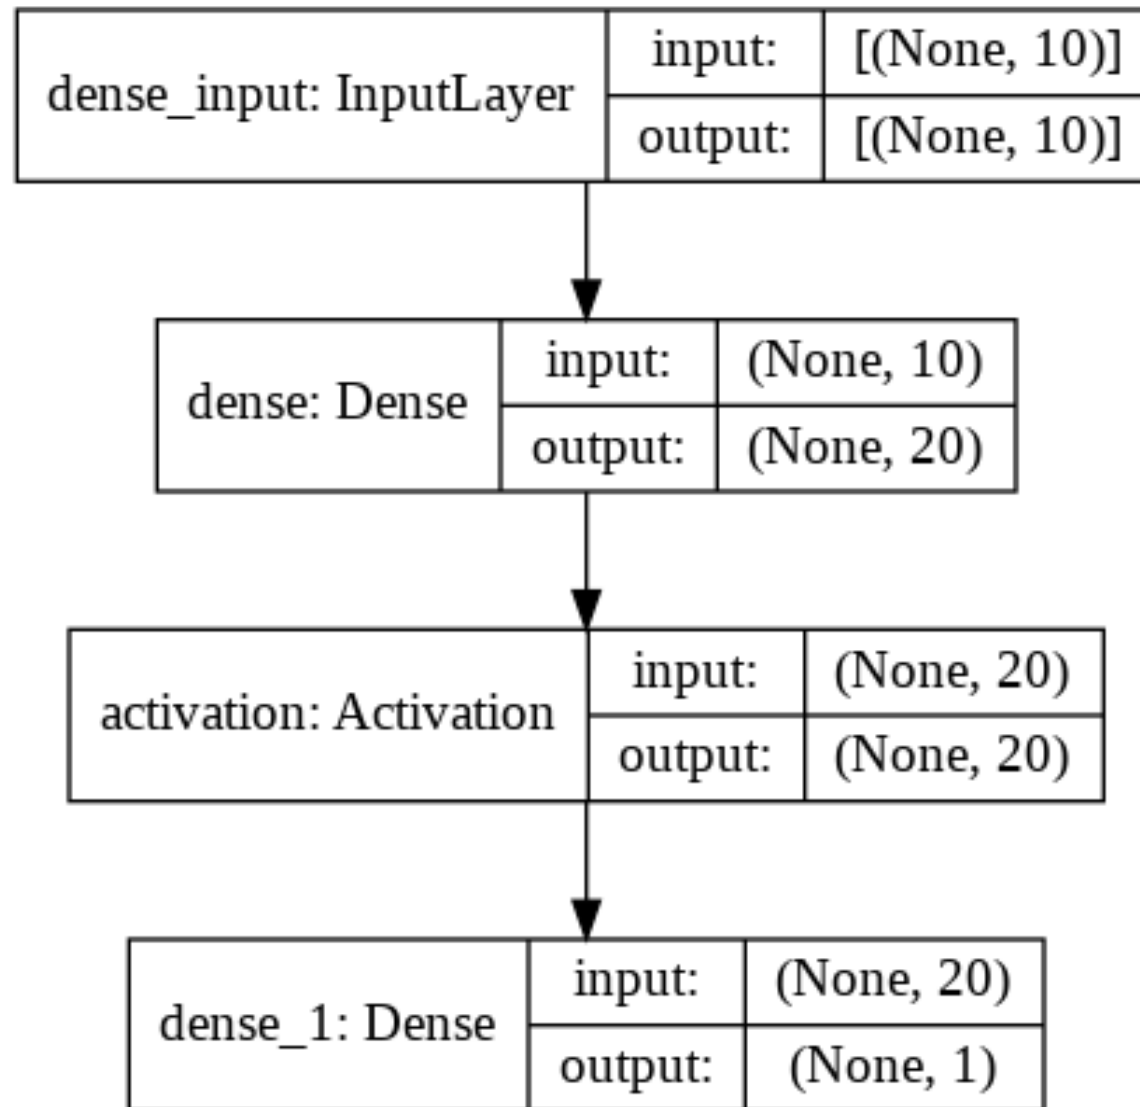 dense_input: InputLayer
input:
[(None, 10)]
output:
[(None, 10)]
dense: Dense
input:
(None, 10)
output:
(None, 20)
activation: Activation
input:
(None, 20)
output:
(None, 20)
dense_1: Dense
input:
(None, 20)
output:
(None, 1)